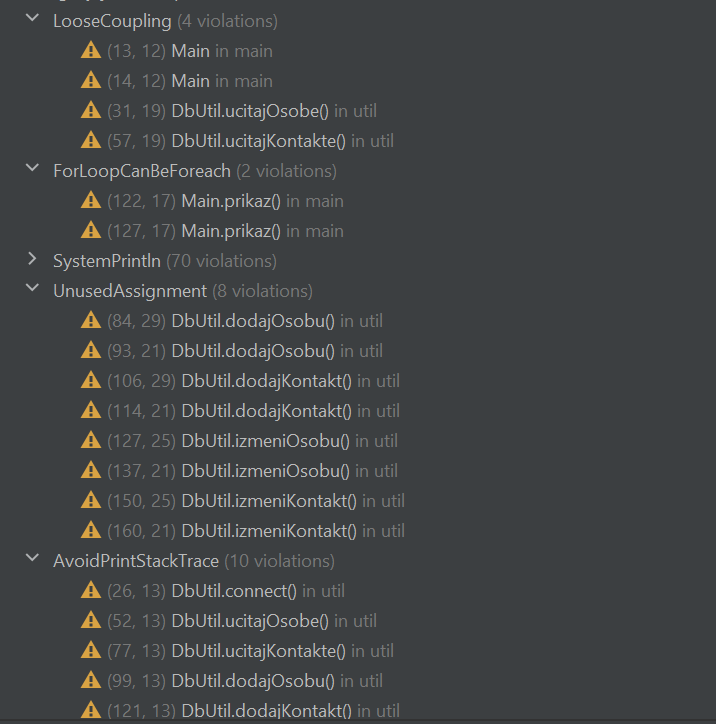 LooseCoupling (4 violations)
(13, 12) Main in main
(14, 12) Main in main
(31, 19) DbUtil.ucitajOsobe() in util
(57, 19) DbUtil.ucitajKontakte() in util
ForLoopCanBeForeach (2 violations)
(122, 17) Main.prikaz() in main
(127, 17) Main.prikaz() in main
SystemPrintln (70 violations)
UnusedAssignment (8 violations)
(84, 29) DbUtil.dodajOsobu() in util
(93, 21) DbUtil.dodajOsobu() in util
(106, 29) DbUtil.dodajKontakt() in util
(114, 21) DbUtil.dodajKontakt() in util
(127, 25) DbUtil.izmeniOsobu() in util
(137, 21) DbUtil.izmeniOsobu() in util
(150, 25) DbUtil.izmeniKontakt() in util
(160, 21) DbUtil.izmeniKontakt() in util
AvoidPrintStackTrace (10 violations)
(26, 13) DbUtil.connect() in util
(52, 13) DbUtil.ucitajOsobe() in util
(77, 13) DbUtil.ucitajKontakte() in util
(99, 13) DbUtil.dodajOsobu() in util
(121, 13) DbUtil.dodajKontakt() in util